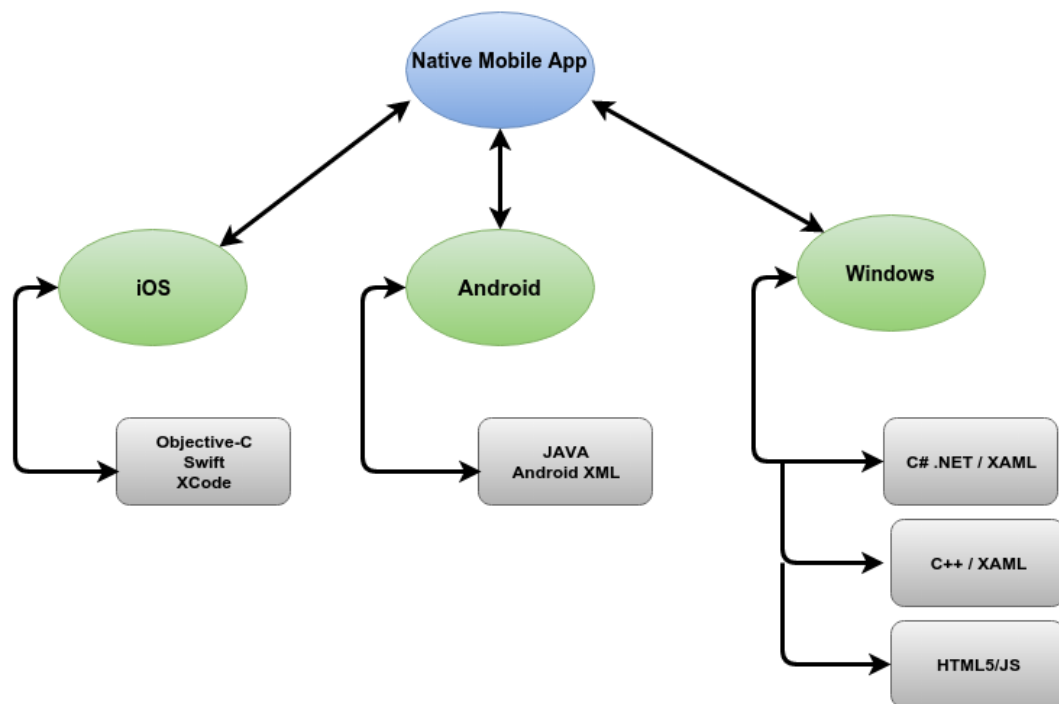 Native Mobile App
iOS
Android
Windows
Objective-C
Swift
XCode
JAVA
Android XML
C# .NET / XAML
C++ / XAML
HTML5/JS